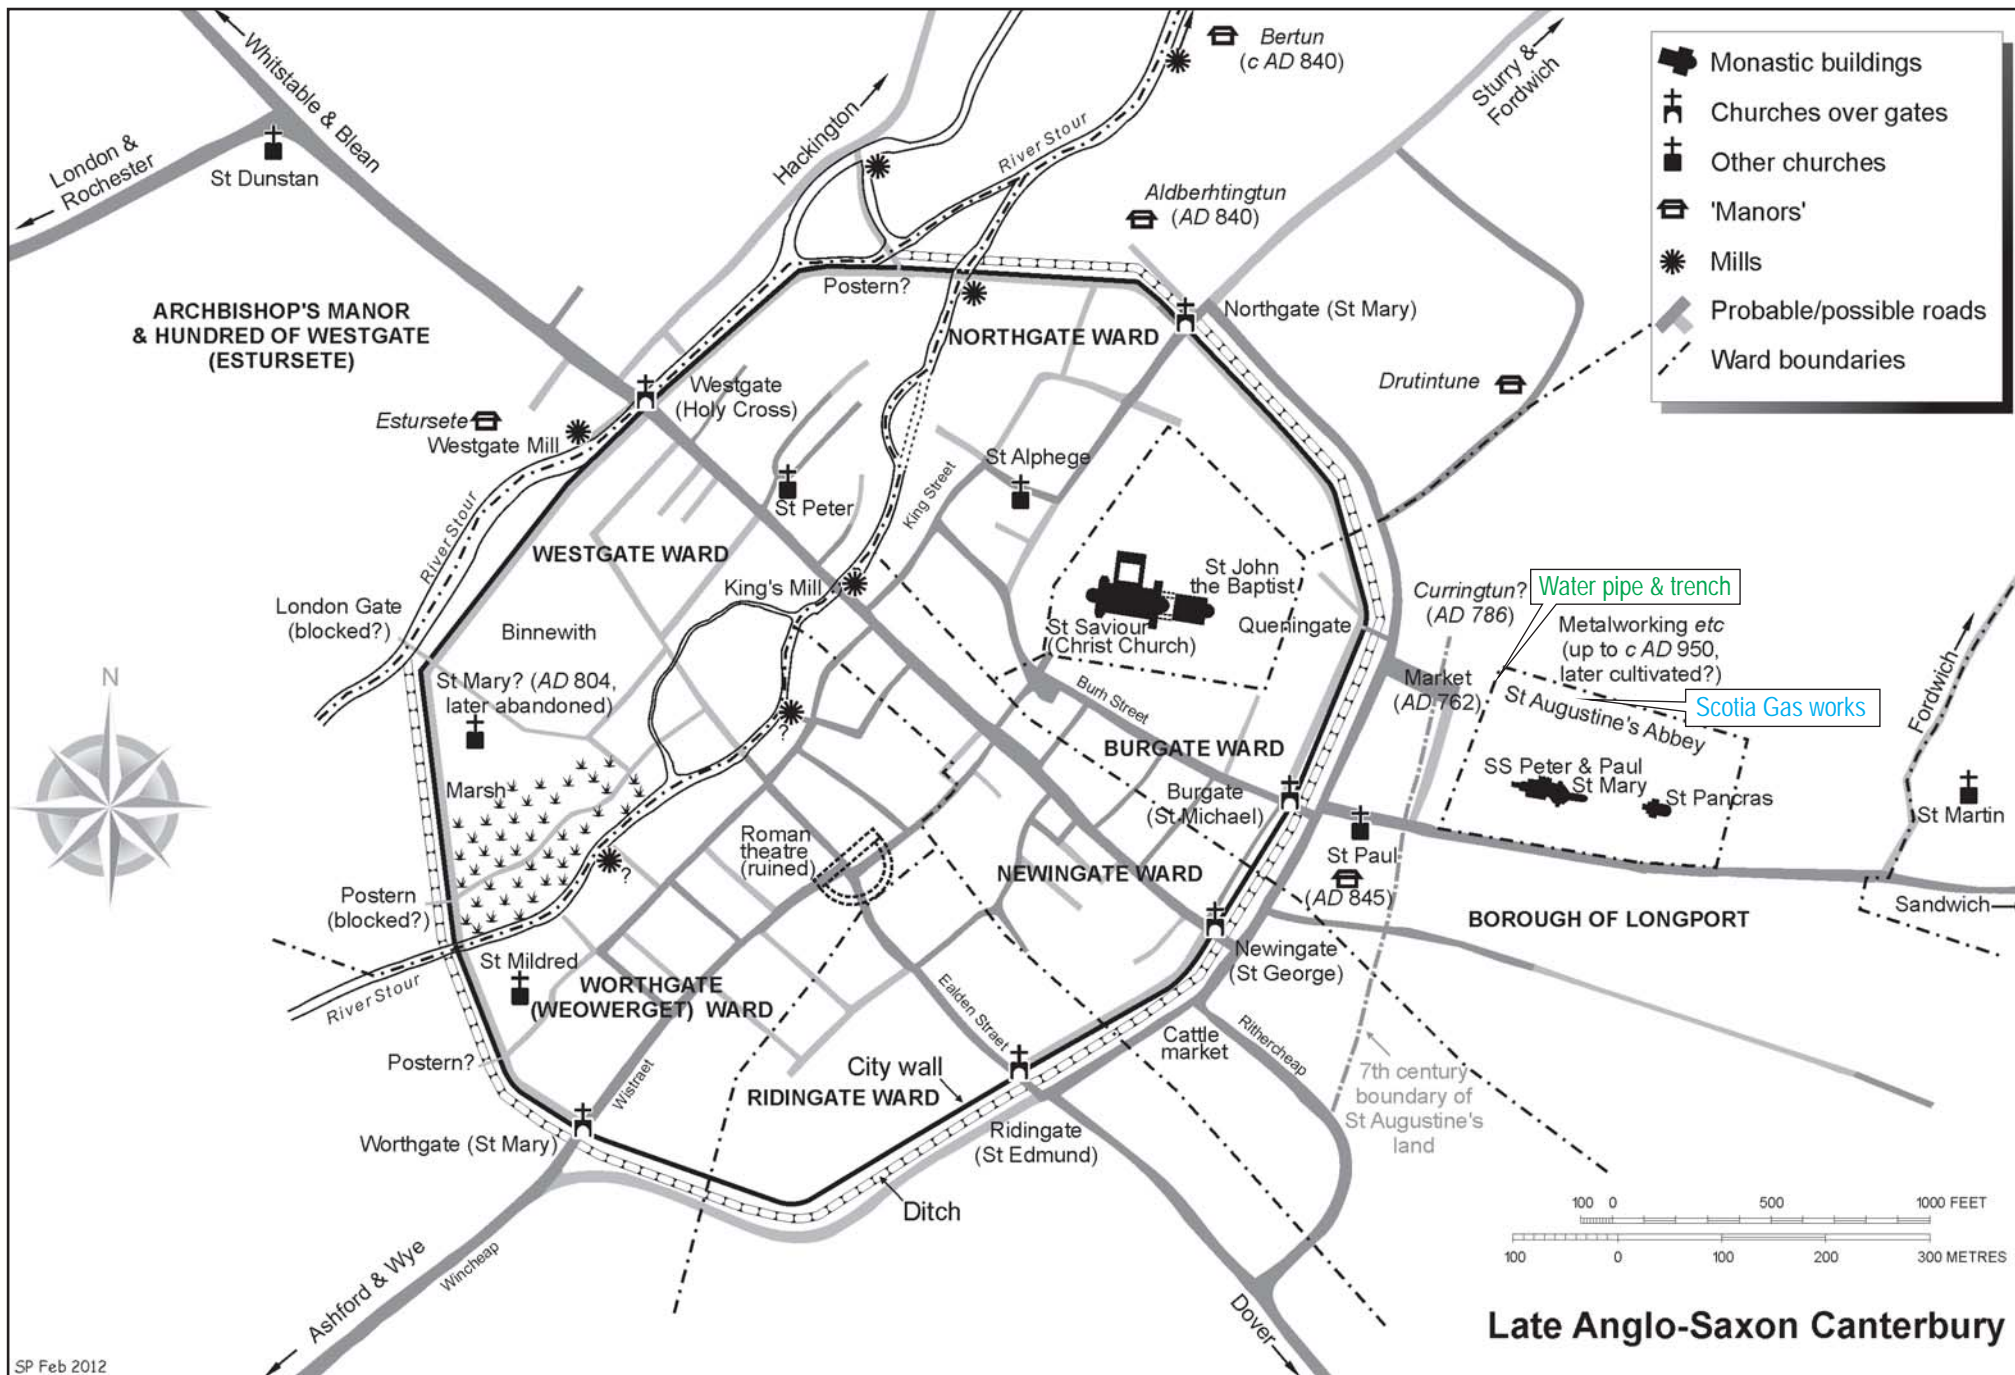 Whitstable & Blean
London &
Rochester
St Dunstan
Hackington
River Stour
Bertun
(c AD 840)
Sturry &
Fordwich
Aldberhtingtun
(AD 840)
Monastic buildings
Churches over gates
Other churches
'Manors'
Mills
Probable/possible roads
Ward boundaries
ARCHBISHOP'S MANOR
& HUNDRED OF WESTGATE
(ESTURSETE)
Postern?
Northgate (St Mary)
NORTHGATE WARD
Drutintune
Westgate
(Holy Cross)
Estursete
Westgate Mill
St Peter
King Street
St Alphege
River Stour
WESTGATE WARD
King's Mill
St John
the Baptist
St Saviour
(Christ Church)
Queningate
Curringtun?
(AD 786)
Water pipe & trench
Metalworking etc
(up to c AD 950,
later cultivated?)
Scotia Gas works
Market
(AD 762)
St Augustine's Abbey
SS Peter & Paul
St Mary
St Pancras
Fordwich
St Martin
Sandwich
London Gate
(blocked?)
Binnewith
N
St Mary? (AD 804,
later abandoned)
Marsh
?
?
Burh Street
BURGATE WARD
Burgate
(St Michael)
St Paul
(AD 845)
BOROUGH OF LONGPORT
Roman
theatre
(ruined)
NEWINGATE WARD
Newingate
(St George)
Postern
(blocked?)
River Stour
St Mildred
WORTHGATE
(WEOWERGET) WARD
Ealden Straet
Cattle
market
Rithercheap
7th century
boundary of
St Augustine's
land
Postern?
Wistraet
City wall
RIDINGATE WARD
Ridingate
(St Edmund)
Worthgate (St Mary)
Ditch
Wincheap
Ashford & Wye
Dover
100 0 500 1000 FEET
100 0 100 200 300 METRES
Late Anglo-Saxon Canterbury
SP Feb 2012